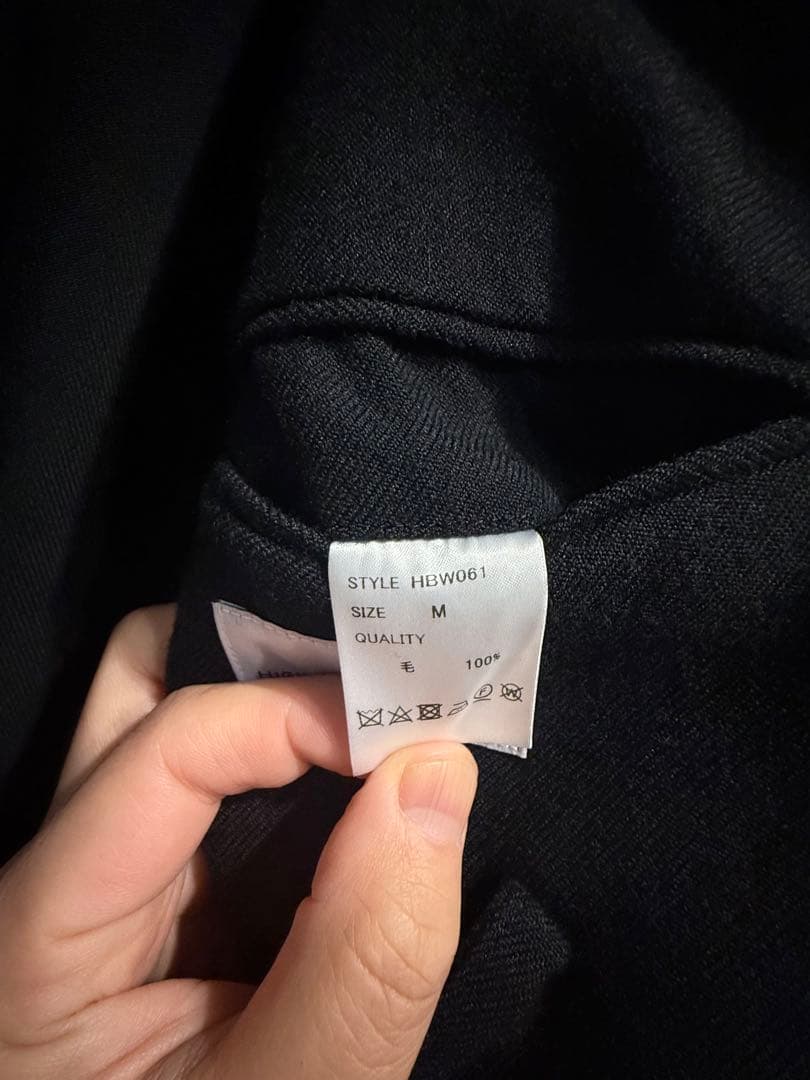 STYLE HBW061
SIZE M
QUALITY
毛 100%